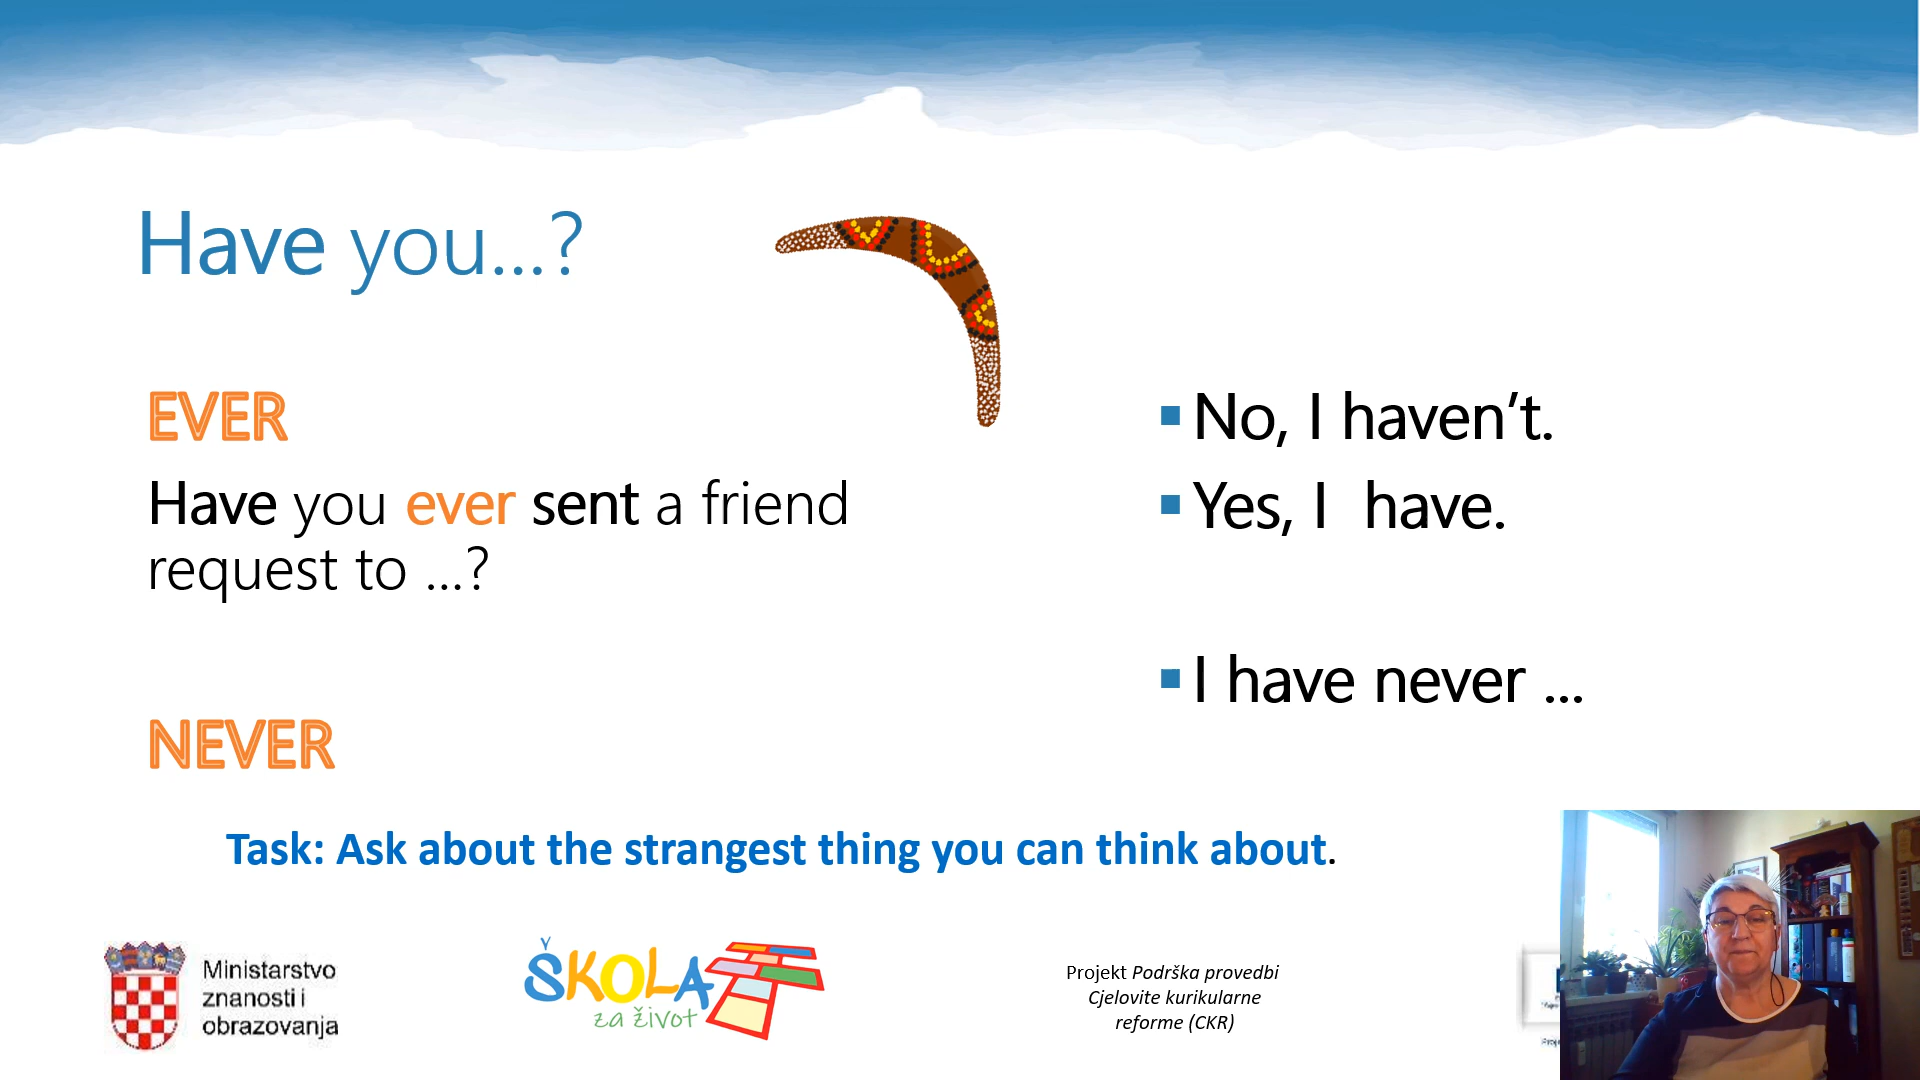 Have you...?
EVER
Have you ever sent a friend
request to ...?
NEVER
No, I haven't.
Yes, I have.
I have never ...
Task: Ask about the strangest thing you can think about.
Ministarstvo
znanosti i
obrazovanja
ŠKOLA
za život
Projekt Podrška provedbi
Cjelovite kurikularne
reforme (CKR)